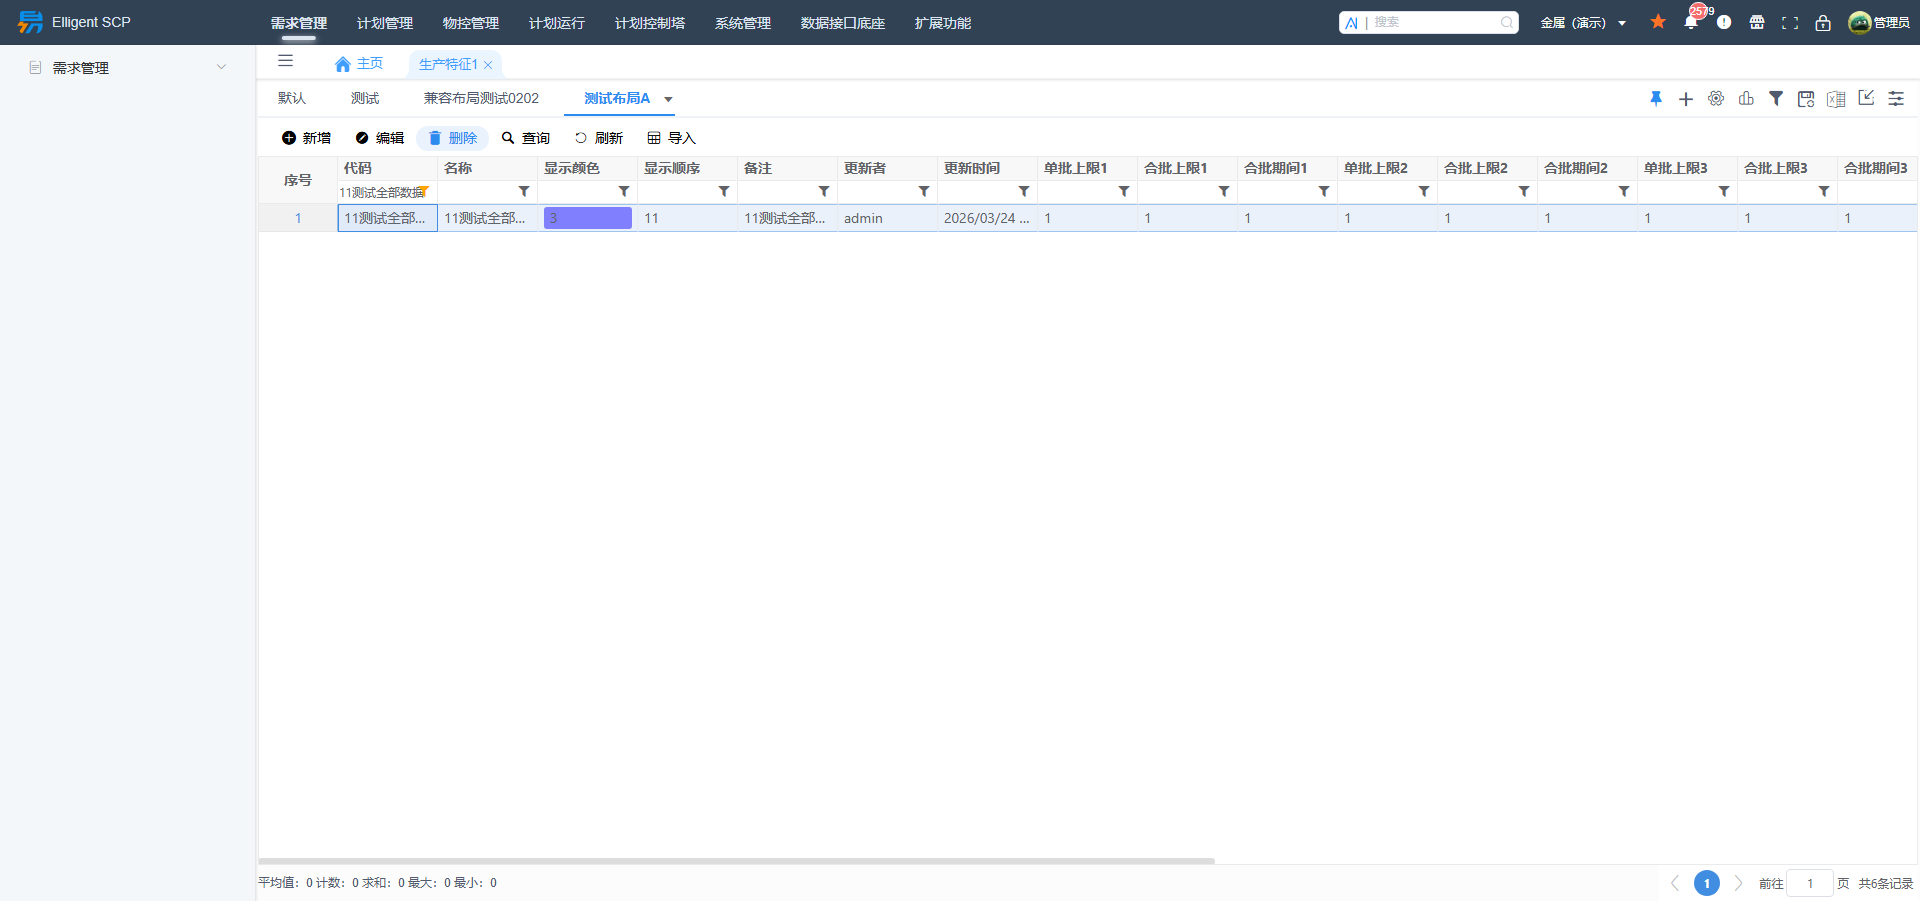 Elligent SCP 需求管理 计划管理 物控管理 计划运行 计划控制塔 系统管理 数据接口底座 扩展功能 AI | 搜索 金属（演示） 2579 管理员
需求管理 主页 生产特征1
默认 测试 兼容布局测试0202 测试布局A
新增 编辑 删除 查询 刷新 导入
序号 代码 名称 显示颜色 显示顺序 备注 更新者 更新时间 单批上限1 合批上限1 合批期间1 单批上限2 合批上限2 合批期间2 单批上限3 合批上限3 合批期间3
11测试全部数据
1 11测试全部... 11测试全部... 3 11 11测试全部... admin 2026/03/24 ... 1 1 1 1 1 1 1 1 1
平均值：0 计数：0 求和：0 最大：0 最小：0 1 前往 1 页 共6条记录